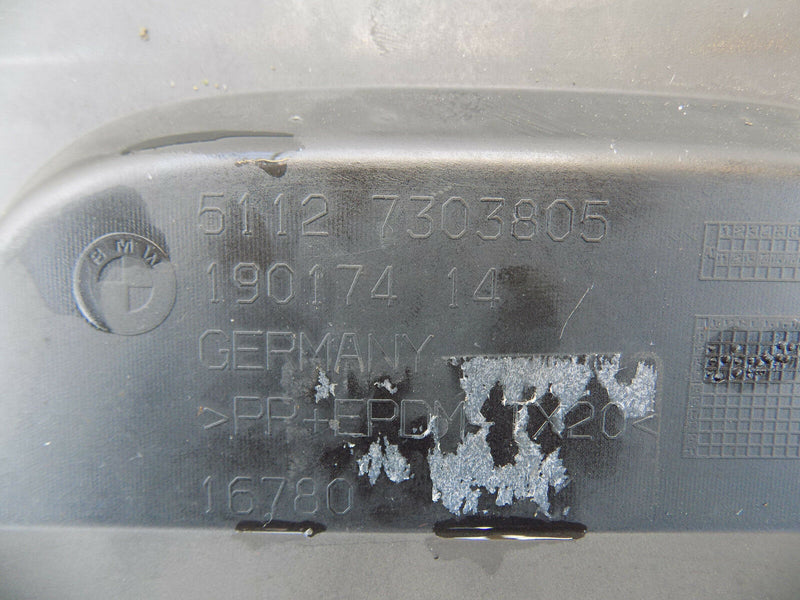 5112 7303805
BMW
190174 14
GERMANY
>PP+EPDM-TX20<
16780